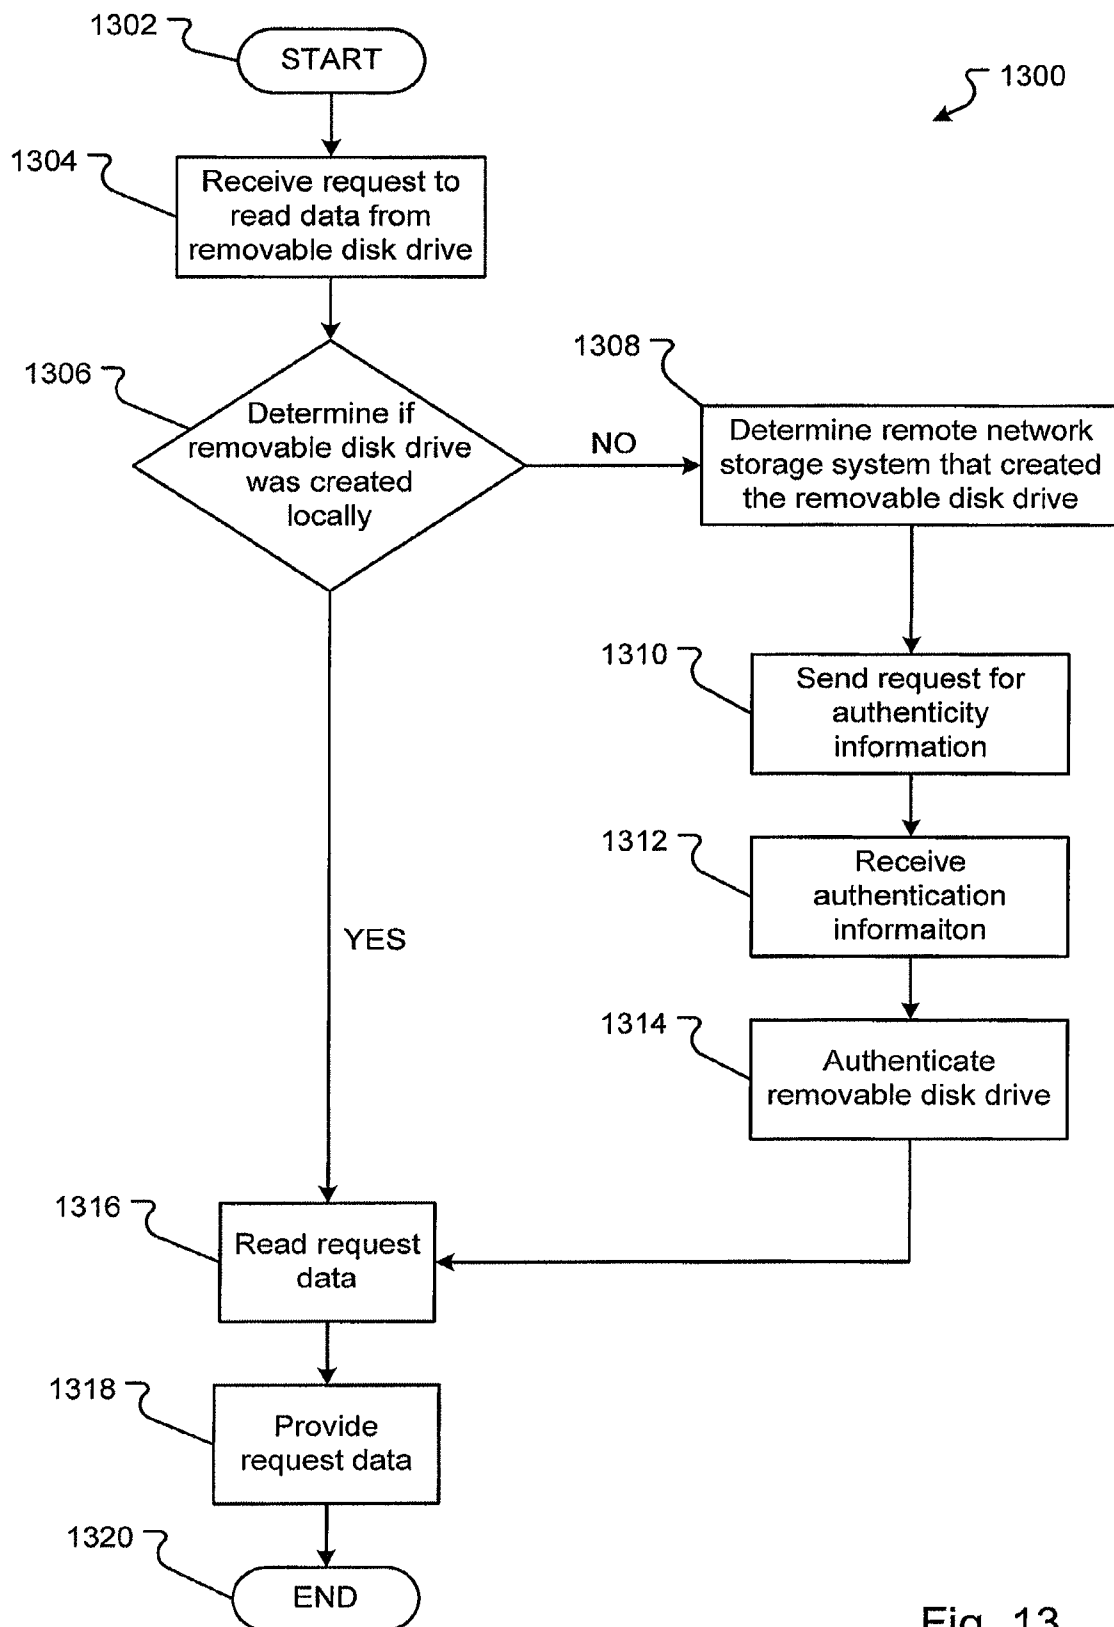 1302
START
1300
1304
Receive request to
read data from
removable disk drive
1306
Determine if
removable disk drive
was created
locally
NO
1308
Determine remote network
storage system that created
the removable disk drive
1310
Send request for
authenticity
information
1312
Receive
authentication
informaiton
YES
1314
Authenticate
removable disk drive
1316
Read request
data
1318
Provide
request data
1320
END
Fig. 13